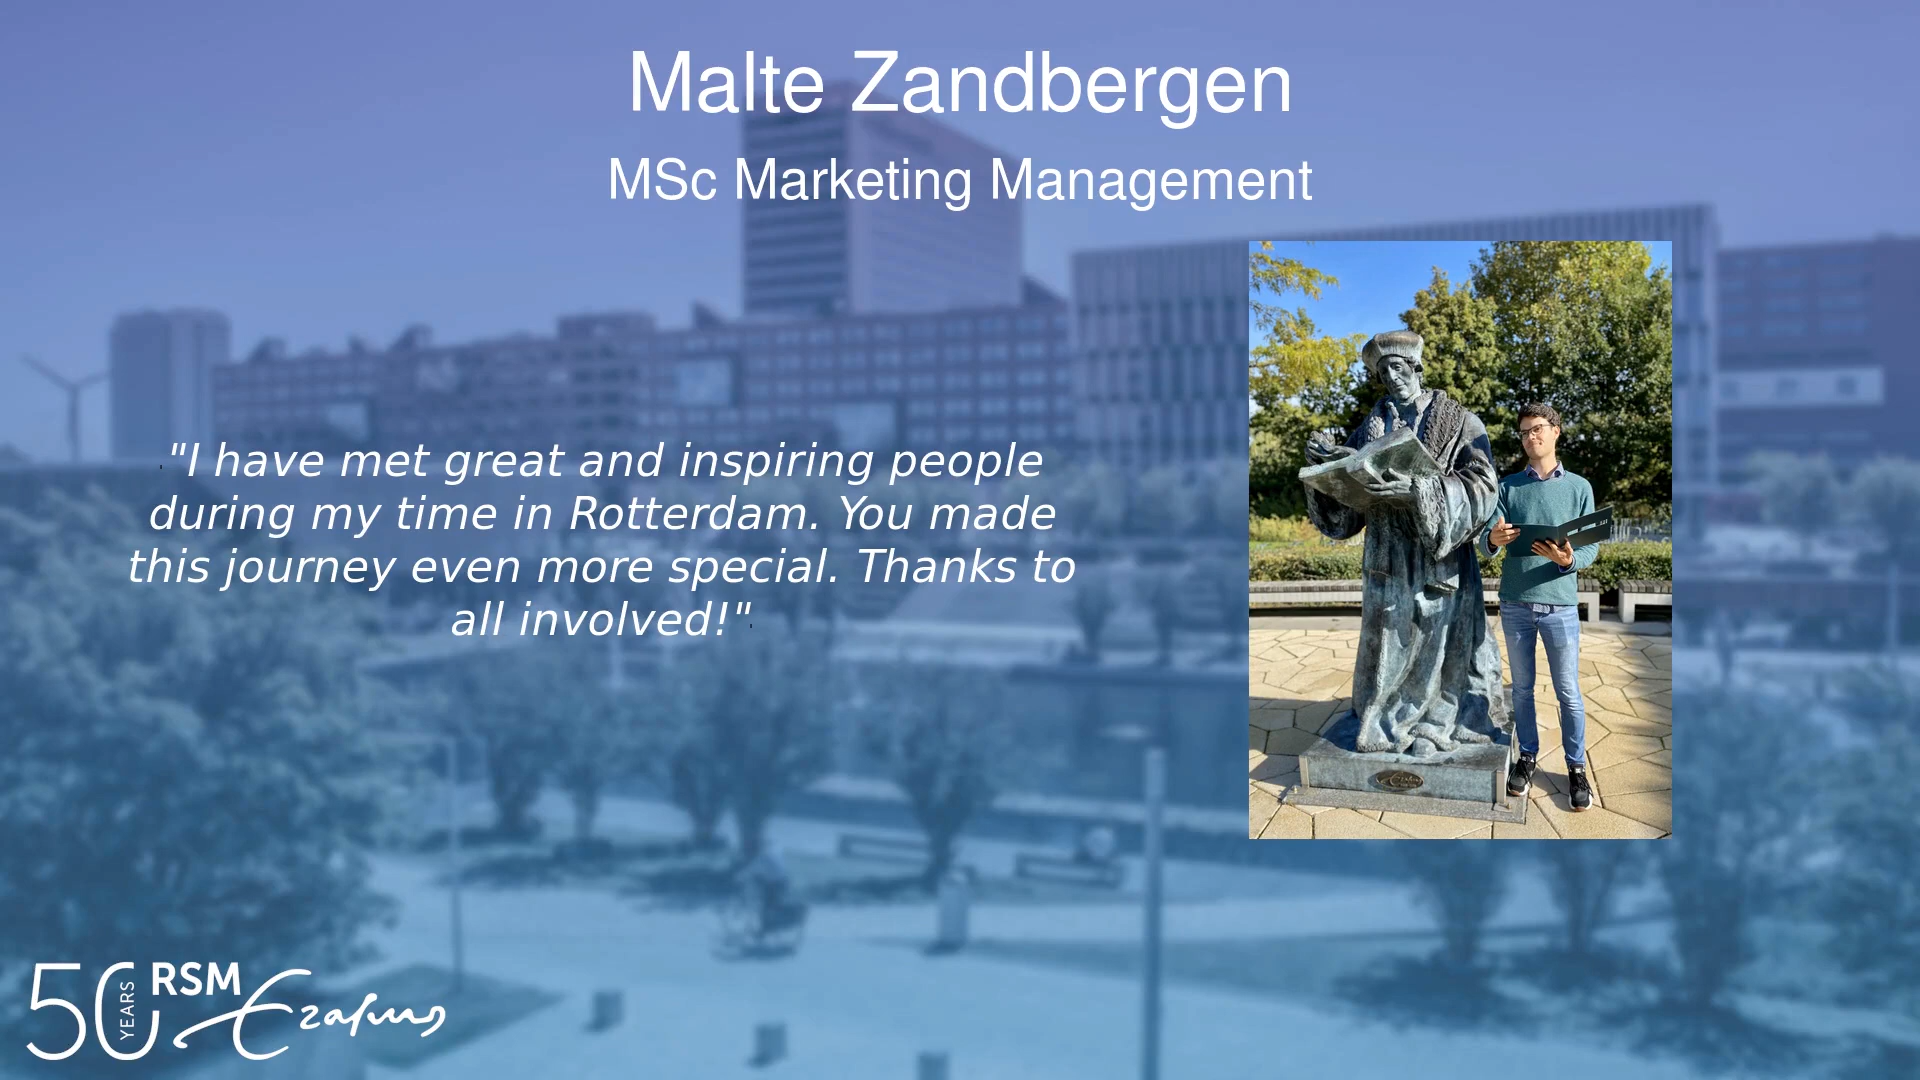 Malte Zandbergen
MSc Marketing Management
"I have met great and inspiring people
during my time in Rotterdam. You made
this journey even more special. Thanks to
all involved!"
50 YEARS RSM Erasmus